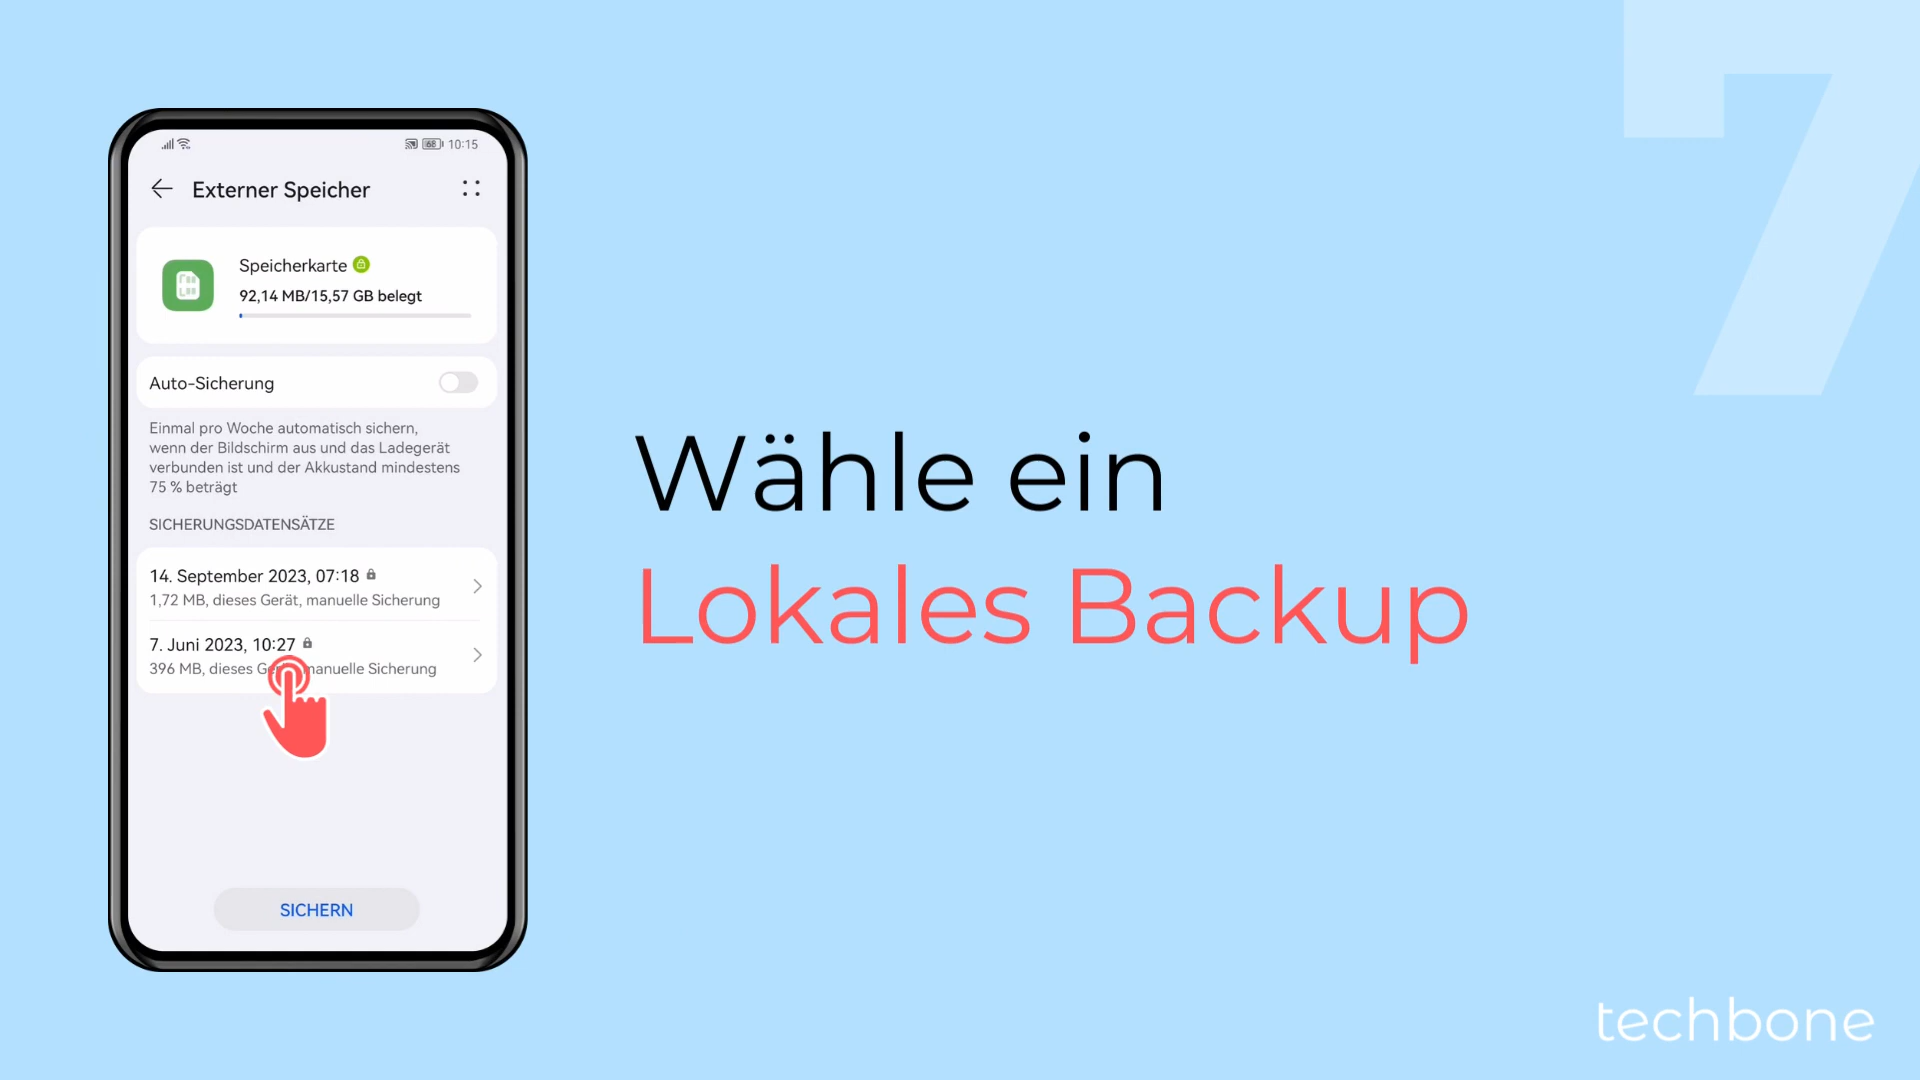 7
10:15
Externer Speicher
Speicherkarte
92,14 MB/15,57 GB belegt
Auto-Sicherung
Einmal pro Woche automatisch sichern,
wenn der Bildschirm aus und das Ladegerät
verbunden ist und der Akkustand mindestens
75 % beträgt
SICHERUNGSDATENSÄTZE
14. September 2023, 07:18
1,72 MB, dieses Gerät, manuelle Sicherung
7. Juni 2023, 10:27
396 MB, dieses manuelle Sicherung
SICHERN
Wähle ein
Lokales Backup
techbone